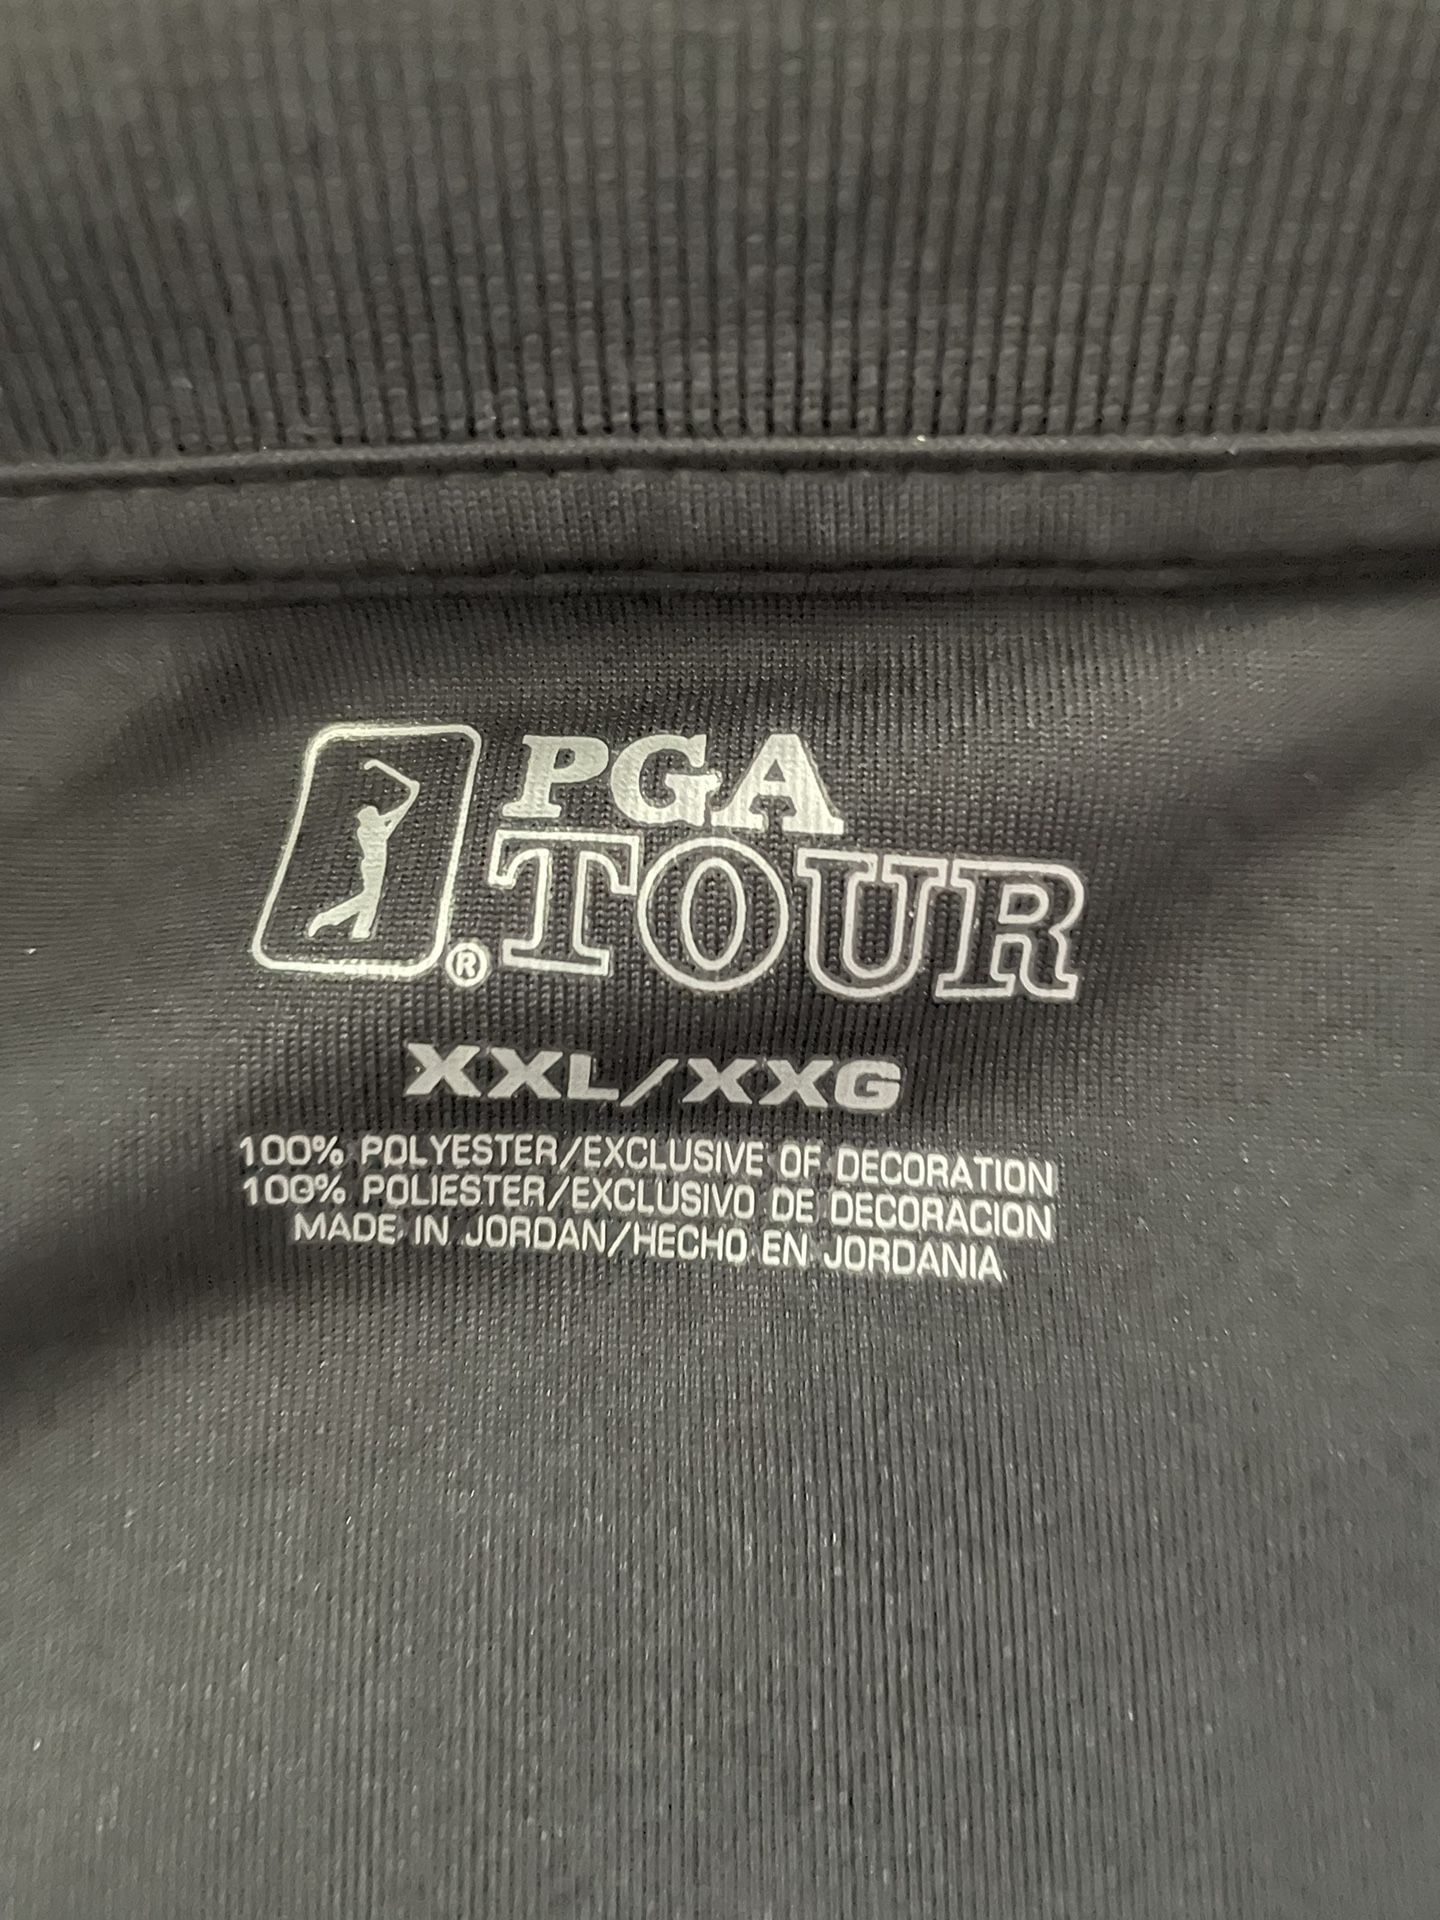 PGA
TOUR
®
XXL/XXG
100% POLYESTER/EXCLUSIVE OF DECORATION
100% POLIESTER/EXCLUSIVO DE DECORACION
MADE IN JORDAN/HECHO EN JORDANIA